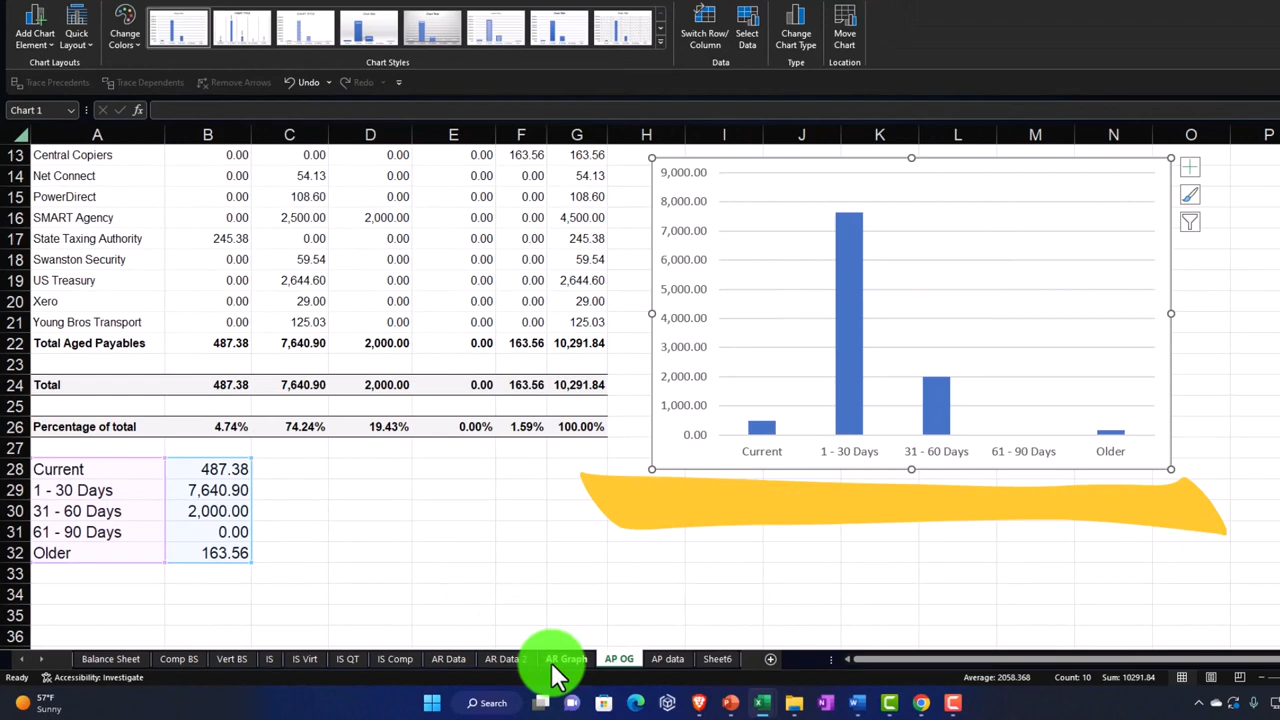 Add Chart Element
Quick Layout
Chart Layouts
Change Colors
Chart Styles
Switch Row/ Column
Select Data
Data
Change Chart Type
Type
Move Chart
Location
Trace Precedents
Trace Dependents
Remove Arrows
Undo
Redo
Chart 1
fx
A B C D E F G H I J K L M N O P
13 Central Copiers 0.00 0.00 0.00 0.00 163.56 163.56
14 Net Connect 0.00 54.13 0.00 0.00 0.00 54.13
15 PowerDirect 0.00 108.60 0.00 0.00 0.00 108.60
16 SMART Agency 0.00 2,500.00 2,000.00 0.00 0.00 4,500.00
17 State Taxing Authority 245.38 0.00 0.00 0.00 0.00 245.38
18 Swanston Security 0.00 59.54 0.00 0.00 0.00 59.54
19 US Treasury 0.00 2,644.60 0.00 0.00 0.00 2,644.60
20 Xero 0.00 29.00 0.00 0.00 0.00 29.00
21 Young Bros Transport 0.00 125.03 0.00 0.00 0.00 125.03
22 Total Aged Payables 487.38 7,640.90 2,000.00 0.00 163.56 10,291.84
23
24 Total 487.38 7,640.90 2,000.00 0.00 163.56 10,291.84
25
26 Percentage of total 4.74% 74.24% 19.43% 0.00% 1.59% 100.00%
27
28 Current 487.38
29 1 - 30 Days 7,640.90
30 31 - 60 Days 2,000.00
31 61 - 90 Days 0.00
32 Older 163.56
33
34
35
36
9,000.00
8,000.00
7,000.00
6,000.00
5,000.00
4,000.00
3,000.00
2,000.00
1,000.00
0.00
Current 1 - 30 Days 31 - 60 Days 61 - 90 Days Older
Balance Sheet Comp BS Vert BS IS IS Virt IS QT IS Comp AR Data AR Data 2 AR Graph AP OG AP data Sheet6
Ready Accessibility: Investigate Average: 2058.368 Count: 10 Sum: 10291.84
57°F
Sunny
Search